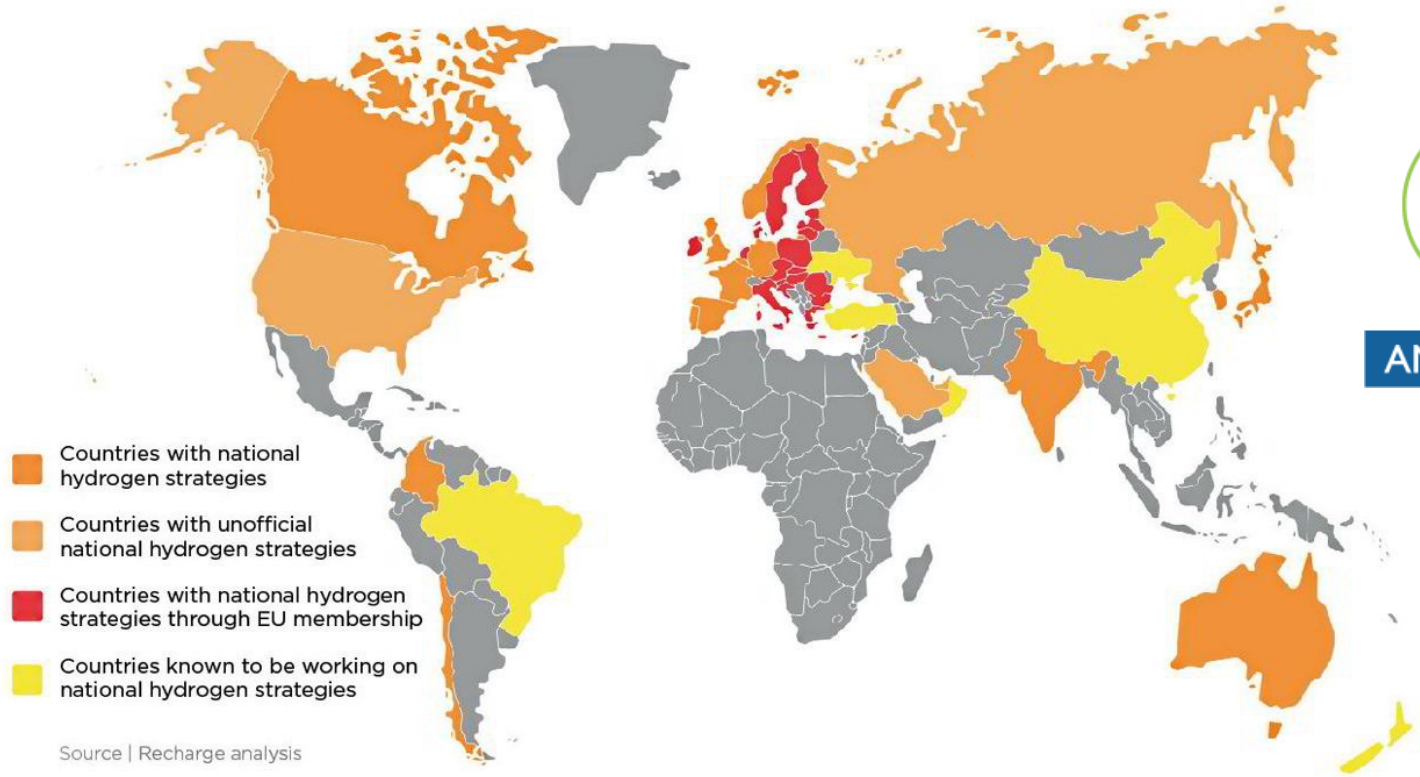 AN
Countries with national
hydrogen strategies
Countries with unofficial
national hydrogen strategies
Countries with national hydrogen
strategies through EU membership
Countries known to be working on
national hydrogen strategies
Source | Recharge analysis